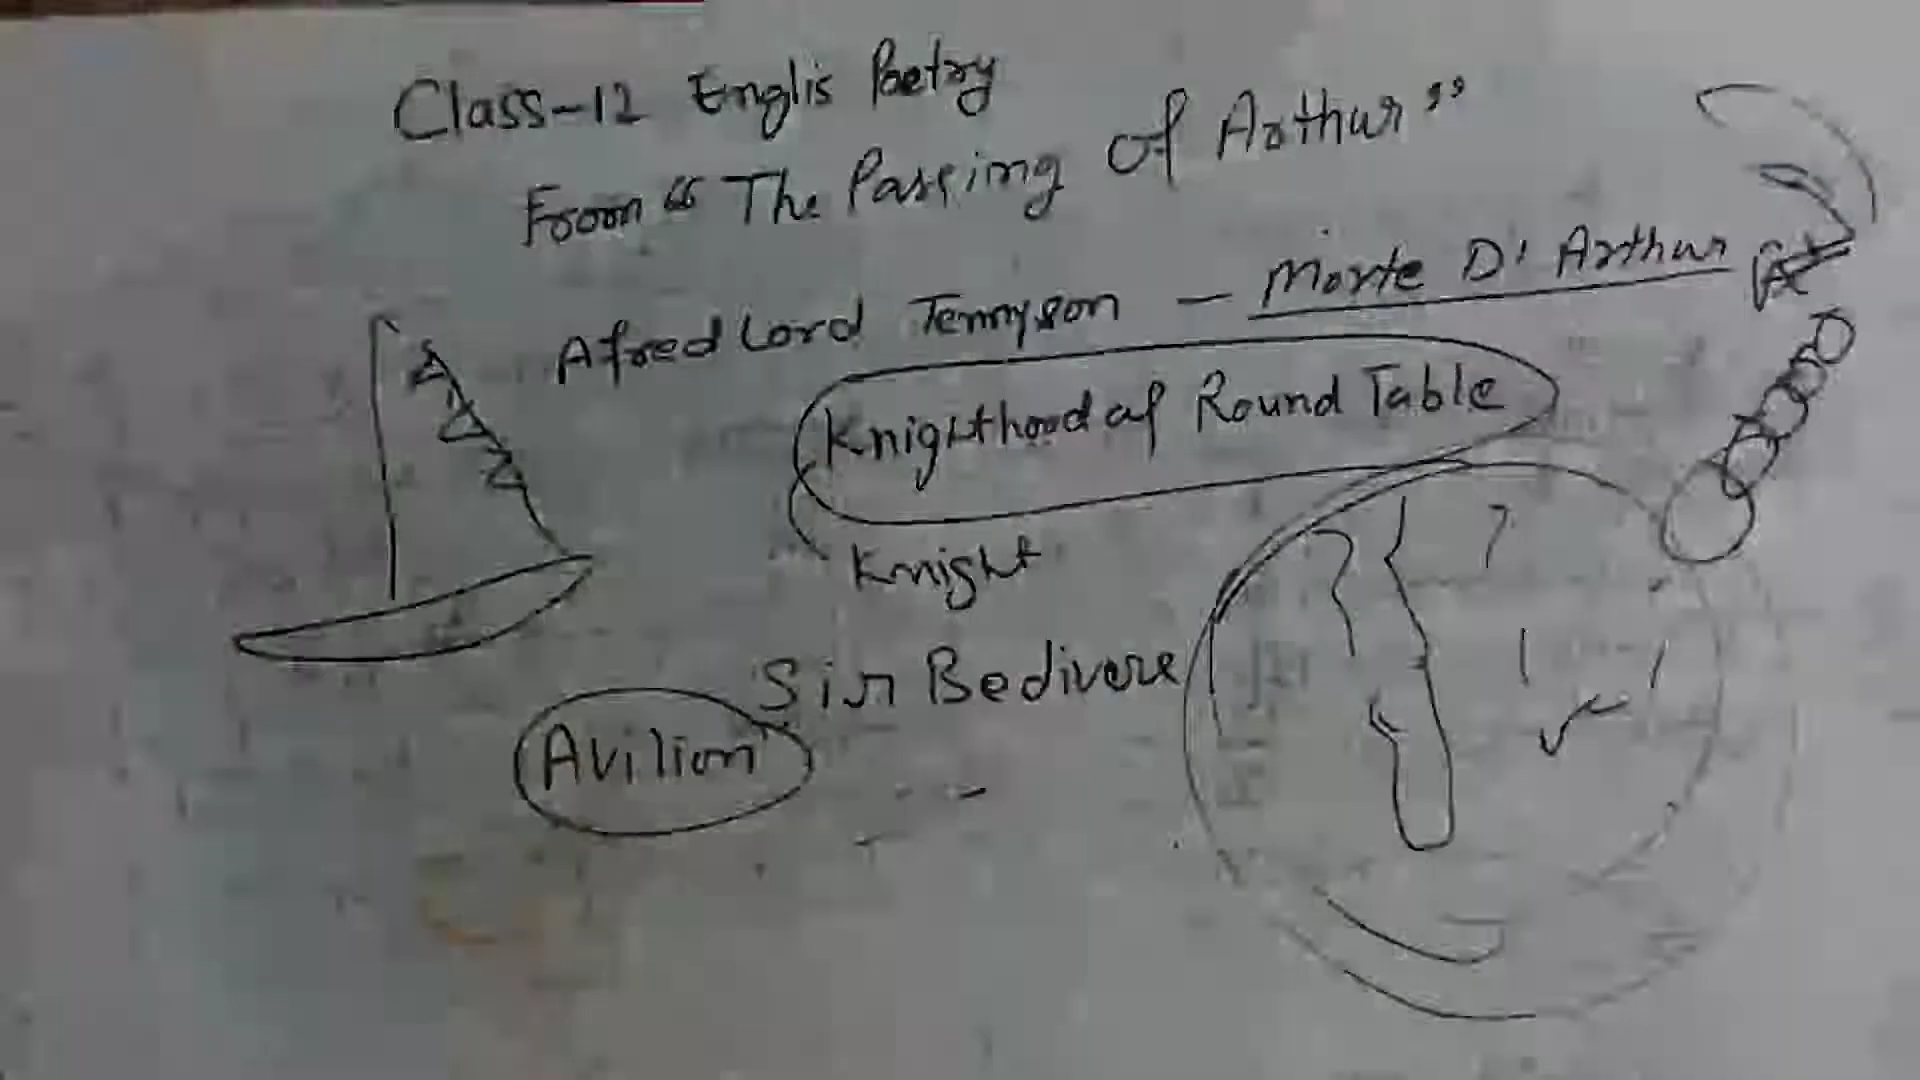 Class-12 Englis Poetry
From “The Passing of Arthur”
Afred Lord Tennyson — Morte D' Arthur
Knighthood of Round Table
Knight
Sir Bedivere
Avilion